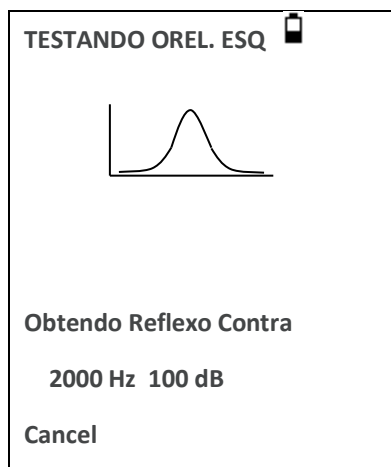 TESTANDO OREL. ESQ
Obtendo Reflexo Contra
2000 Hz 100 dB
Cancel